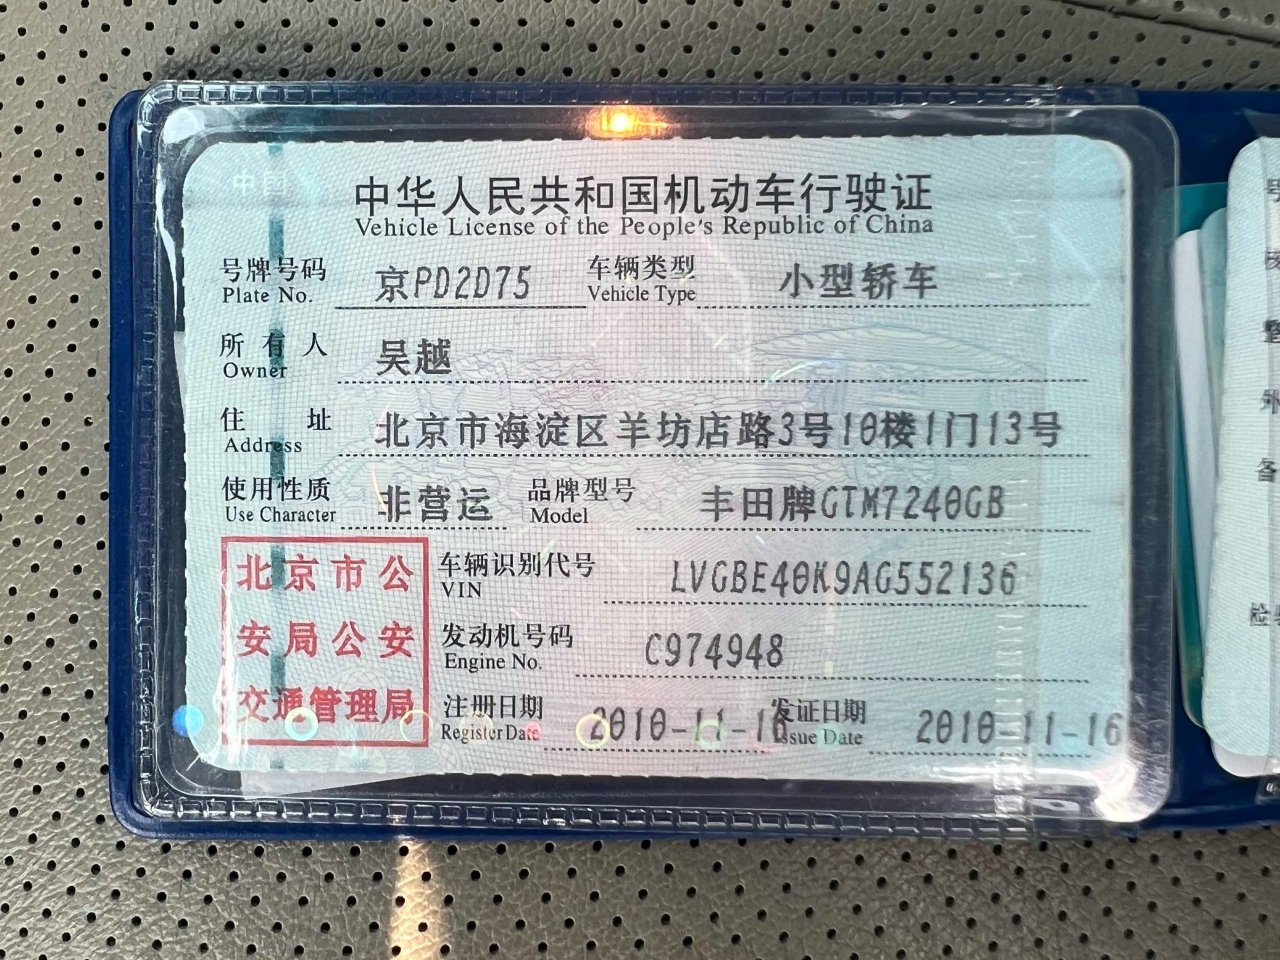 中国
中华人民共和国机动车行驶证
Vehicle License of the People's Republic of China
号牌号码 京PD2D75 车辆类型 小型轿车
Plate No. Vehicle Type
所有人 吴越
Owner
住址 北京市海淀区羊坊店路3号10楼1门13号
Address
使用性质 非营运 品牌型号 丰田牌GTM7240GB
Use Character Model
北京市公
安局公安
交通管理局
车辆识别代号 LVGBE40K9AG552136
VIN
发动机号码 C974948
Engine No.
注册日期 2010-11-16 发证日期 2010-11-16
Register Date Issue Date
备